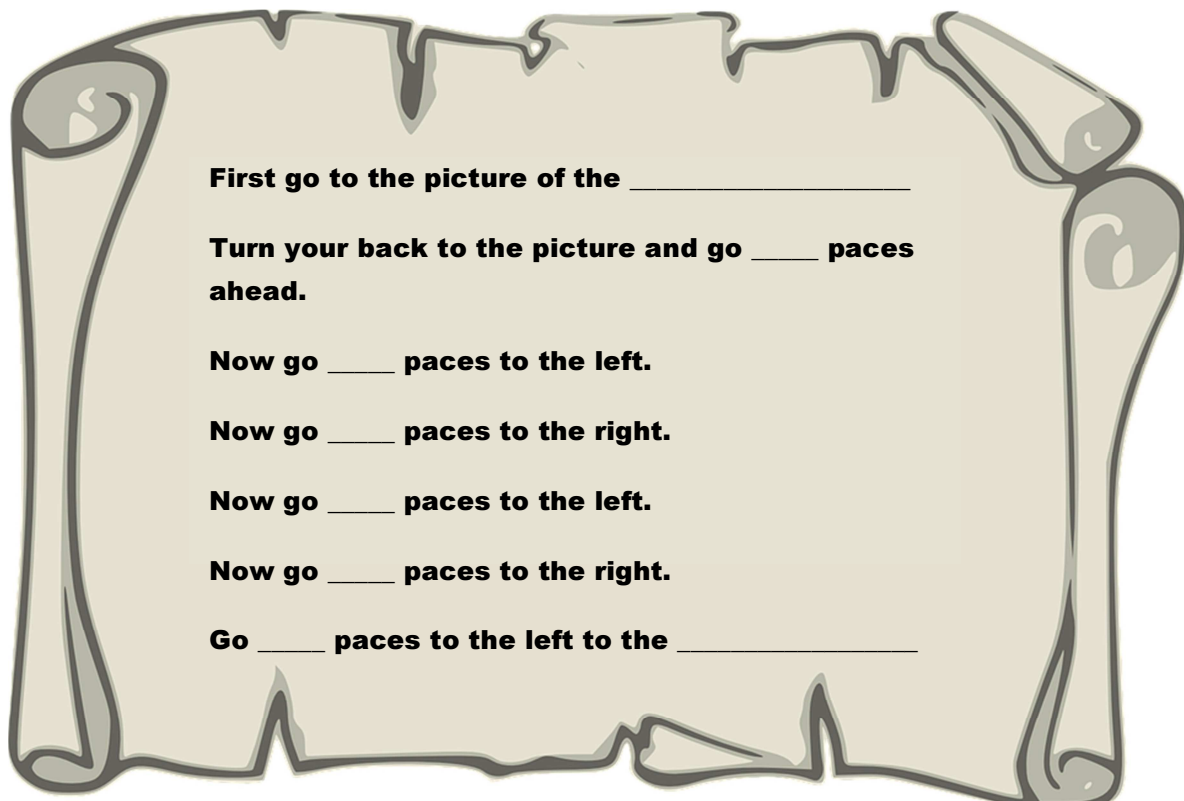 First go to the picture of the _____________________
Turn your back to the picture and go _____ paces
ahead.
Now go _____ paces to the left.
Now go _____ paces to the right.
Now go _____ paces to the left.
Now go _____ paces to the right.
Go _____ paces to the left to the __________________